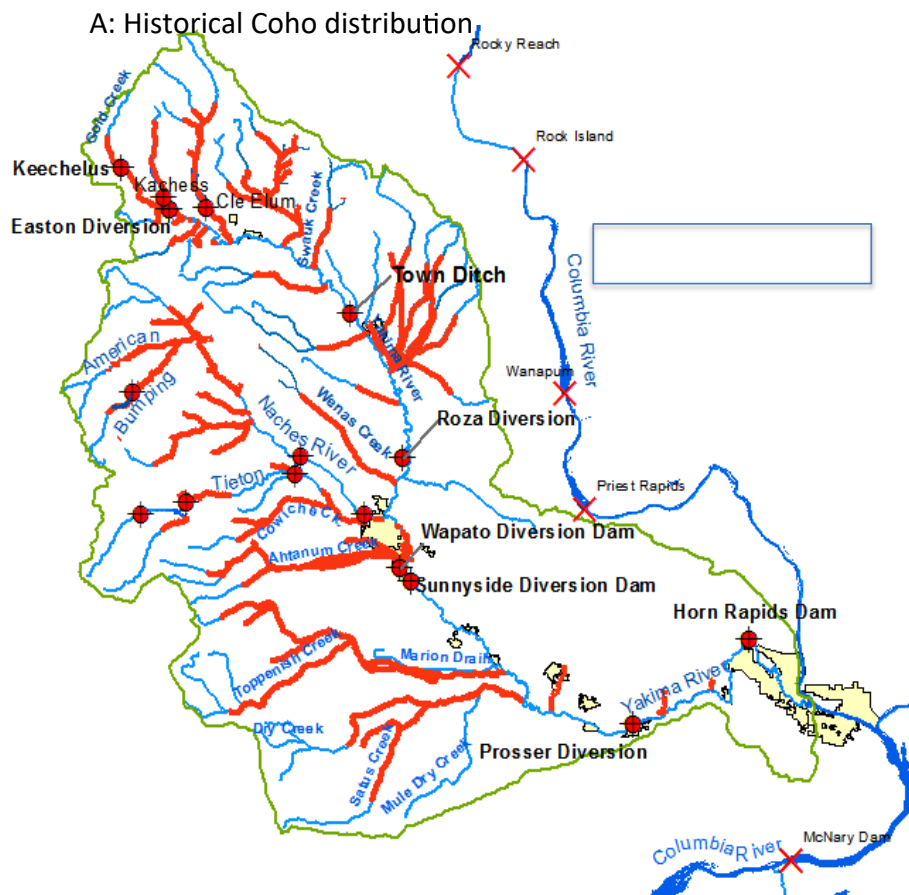 A: Historical Coho distribution
Rocky Reach
Gold Creek
Rock Island
Keechelus
Kachess
Cle Elum
Easton Diversion
Swauk Creek
Town Ditch
Columbia River
Yakima River
American
Bumping
Wanapum
Wenas Creek
Roza Diversion
Naches River
Tieton
Priest Rapids
Cowiche Ck.
Wapato Diversion Dam
Ahtanum Creek
Sunnyside Diversion Dam
Horn Rapids Dam
Marion Drain
Toppenish Creek
Yakima River
Dry Creek
Satus Creek
Mule Dry Creek
Prosser Diversion
McNary Dam
Columbia River